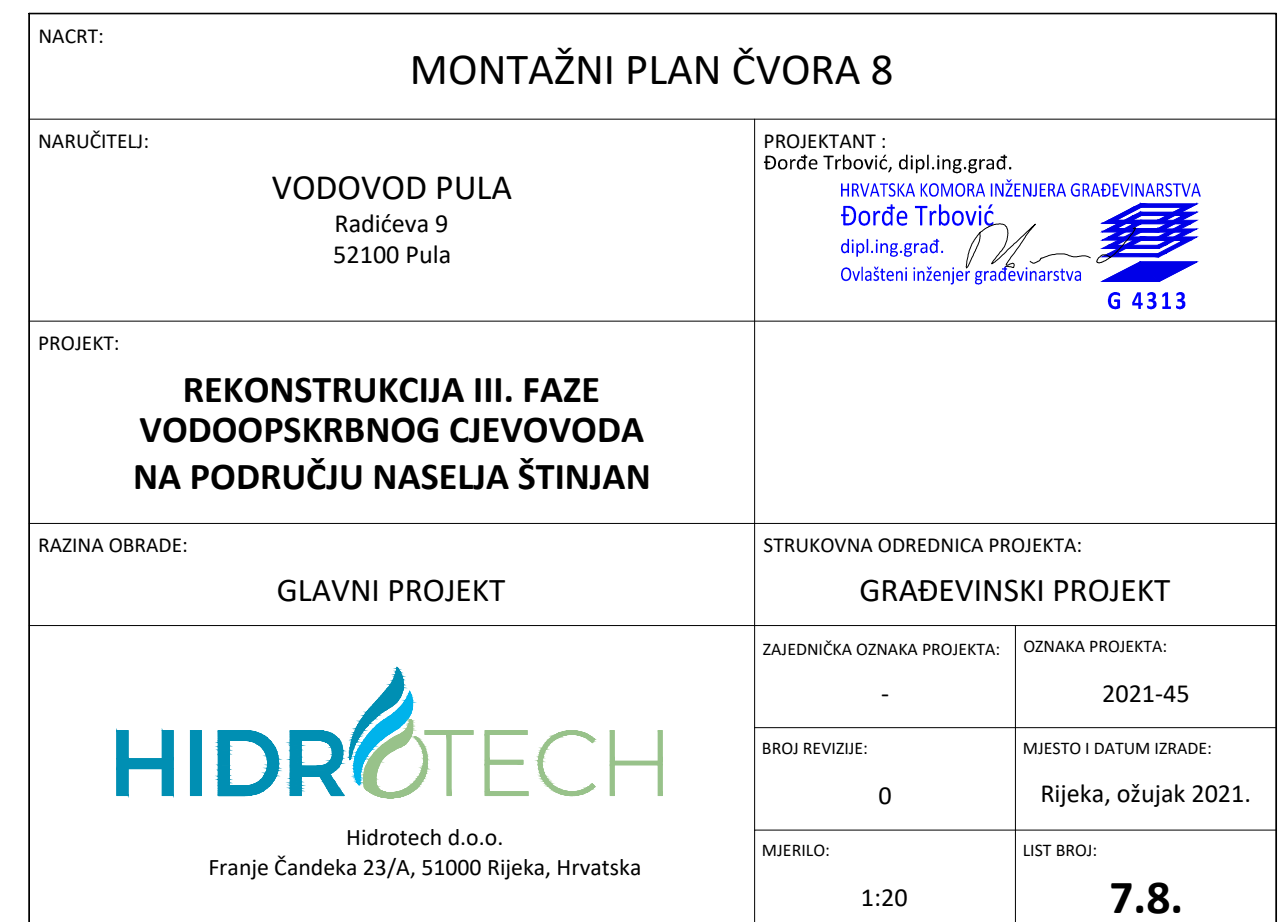 NACRT:
MONTAŽNI PLAN ČVORA 8
NARUČITELJ:
VODOVOD PULA
Radićeva 9
52100 Pula
PROJEKTANT :
Đorđe Trbović, dipl.ing.građ.
HRVATSKA KOMORA INŽENJERA GRAĐEVINARSTVA
Đorđe Trbović
dipl.ing.građ.
Ovlašteni inženjer građevinarstva
G 4313
PROJEKT:
REKONSTRUKCIJA III. FAZE
VODOOPSKRBNOG CJEVOVODA
NA PODRUČJU NASELJA ŠTINJAN
RAZINA OBRADE:
GLAVNI PROJEKT
STRUKOVNA ODREDNICA PROJEKTA:
GRAĐEVINSKI PROJEKT
HIDROTECH
Hidrotech d.o.o.
Franje Čandeka 23/A, 51000 Rijeka, Hrvatska
ZAJEDNIČKA OZNAKA PROJEKTA:
-
OZNAKA PROJEKTA:
2021-45
BROJ REVIZIJE:
0
MJESTO I DATUM IZRADE:
Rijeka, ožujak 2021.
MJERILO:
1:20
LIST BROJ:
7.8.